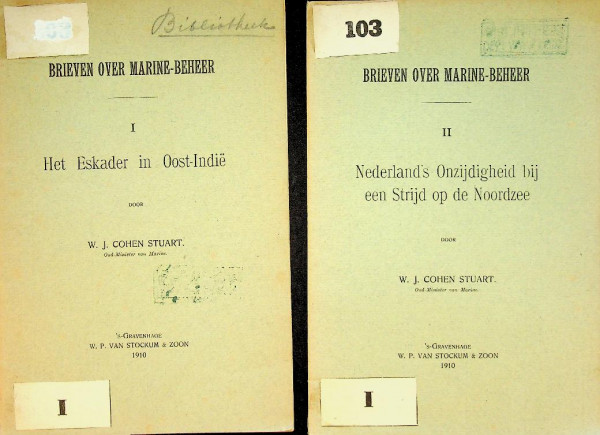 Bibliotheek
BRIEVEN OVER MARINE-BEHEER
I
Het Eskader in Oost-Indië
DOOR
W. J. COHEN STUART.
Oud-Minister van Marine.
's-GRAVENHAGE
W. P. VAN STOCKUM & ZOON
1910
I
103
BRIEVEN OVER MARINE-BEHEER
II
Nederland's Onzijdigheid bij
een Strijd op de Noordzee
DOOR
W. J. COHEN STUART.
Oud-Minister van Marine.
's-GRAVENHAGE
W. P. VAN STOCKUM & ZOON
1910
I